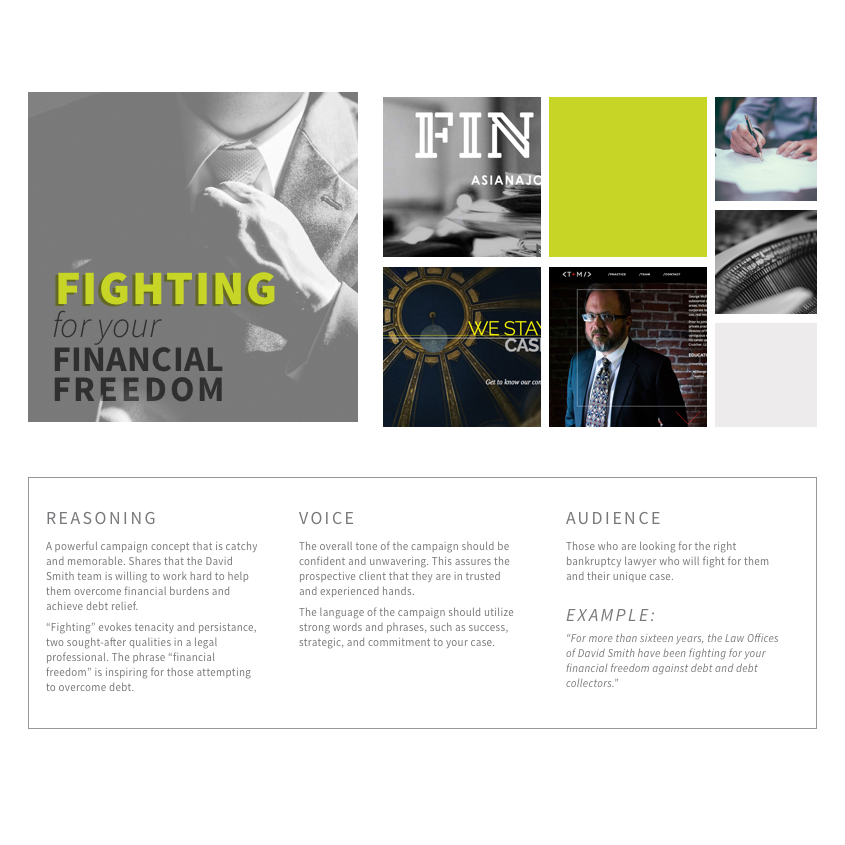 FIGHTING
for your
FINANCIAL
FREEDOM
FIN
ASIANAJO
WE STAY
CASE
Get to know our com
<T+M/>
/PRACTICE /TEAM /CONTACT
EDUCATI
REASONING
A powerful campaign concept that is catchy
and memorable. Shares that the David
Smith team is willing to work hard to help
them overcome financial burdens and
achieve debt relief.
“Fighting” evokes tenacity and persistance,
two sought-after qualities in a legal
professional. The phrase “financial
freedom” is inspiring for those attempting
to overcome debt.
VOICE
The overall tone of the campaign should be
confident and unwavering. This assures the
prospective client that they are in trusted
and experienced hands.
The language of the campaign should utilize
strong words and phrases, such as success,
strategic, and commitment to your case.
AUDIENCE
Those who are looking for the right
bankruptcy lawyer who will fight for them
and their unique case.
EXAMPLE:
“For more than sixteen years, the Law Offices
of David Smith have been fighting for your
financial freedom against debt and debt
collectors.”